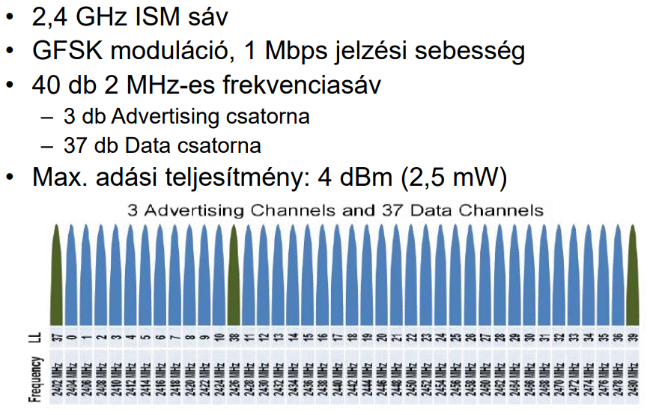 • 2,4 GHz ISM sáv
• GFSK moduláció, 1 Mbps jelzési sebesség
• 40 db 2 MHz-es frekvenciasáv
– 3 db Advertising csatorna
– 37 db Data csatorna
• Max. adási teljesítmény: 4 dBm (2,5 mW)
3 Advertising Channels and 37 Data Channels
LL 37 0 1 2 3 4 5 6 7 8 9 10 38 11 12 13 14 15 16 17 18 19 20 21 22 23 24 25 26 27 28 29 30 31 32 33 34 35 36 39
Frequency 2402 MHz 2404 MHz 2406 MHz 2408 MHz 2410 MHz 2412 MHz 2414 MHz 2416 MHz 2418 MHz 2420 MHz 2422 MHz 2424 MHz 2426 MHz 2428 MHz 2430 MHz 2432 MHz 2434 MHz 2436 MHz 2438 MHz 2440 MHz 2442 MHz 2444 MHz 2446 MHz 2448 MHz 2450 MHz 2452 MHz 2454 MHz 2456 MHz 2458 MHz 2460 MHz 2462 MHz 2464 MHz 2466 MHz 2468 MHz 2470 MHz 2472 MHz 2474 MHz 2476 MHz 2478 MHz 2480 MHz